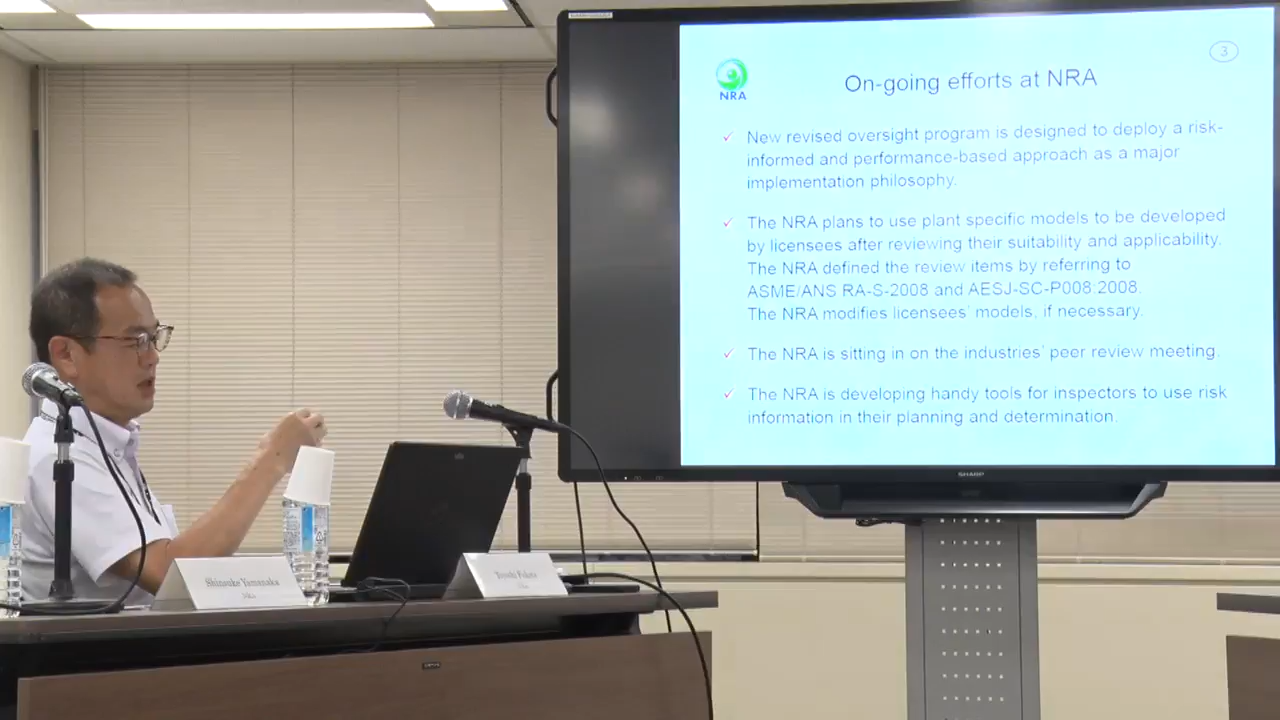 3
NRA
On-going efforts at NRA
New revised oversight program is designed to deploy a risk-
informed and performance-based approach as a major
implementation philosophy.
The NRA plans to use plant specific models to be developed
by licensees after reviewing their suitability and applicability.
The NRA defined the review items by referring to
ASME/ANS RA-S-2008 and AESJ-SC-P008:2008.
The NRA modifies licensees' models, if necessary.
The NRA is sitting in on the industries' peer review meeting.
The NRA is developing handy tools for inspectors to use risk
information in their planning and determination.
SHARP
Shinsuke Yamanaka